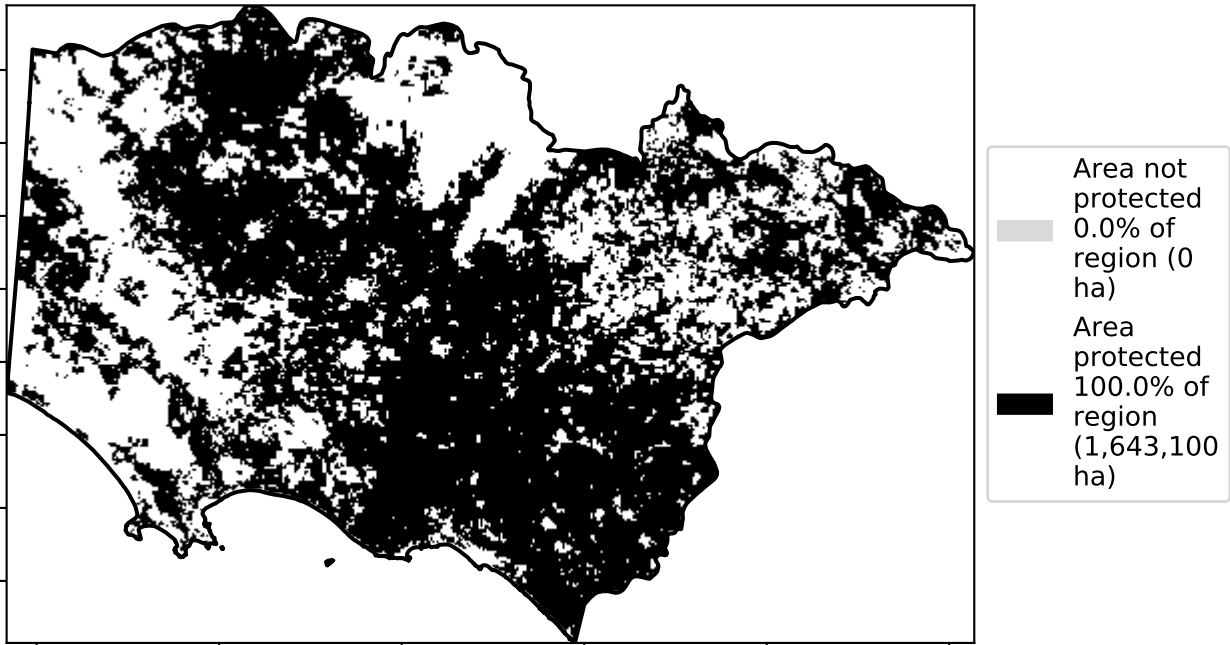 Area not
protected
0.0% of
region (0
ha)
Area
protected
100.0% of
region
(1,643,100
ha)